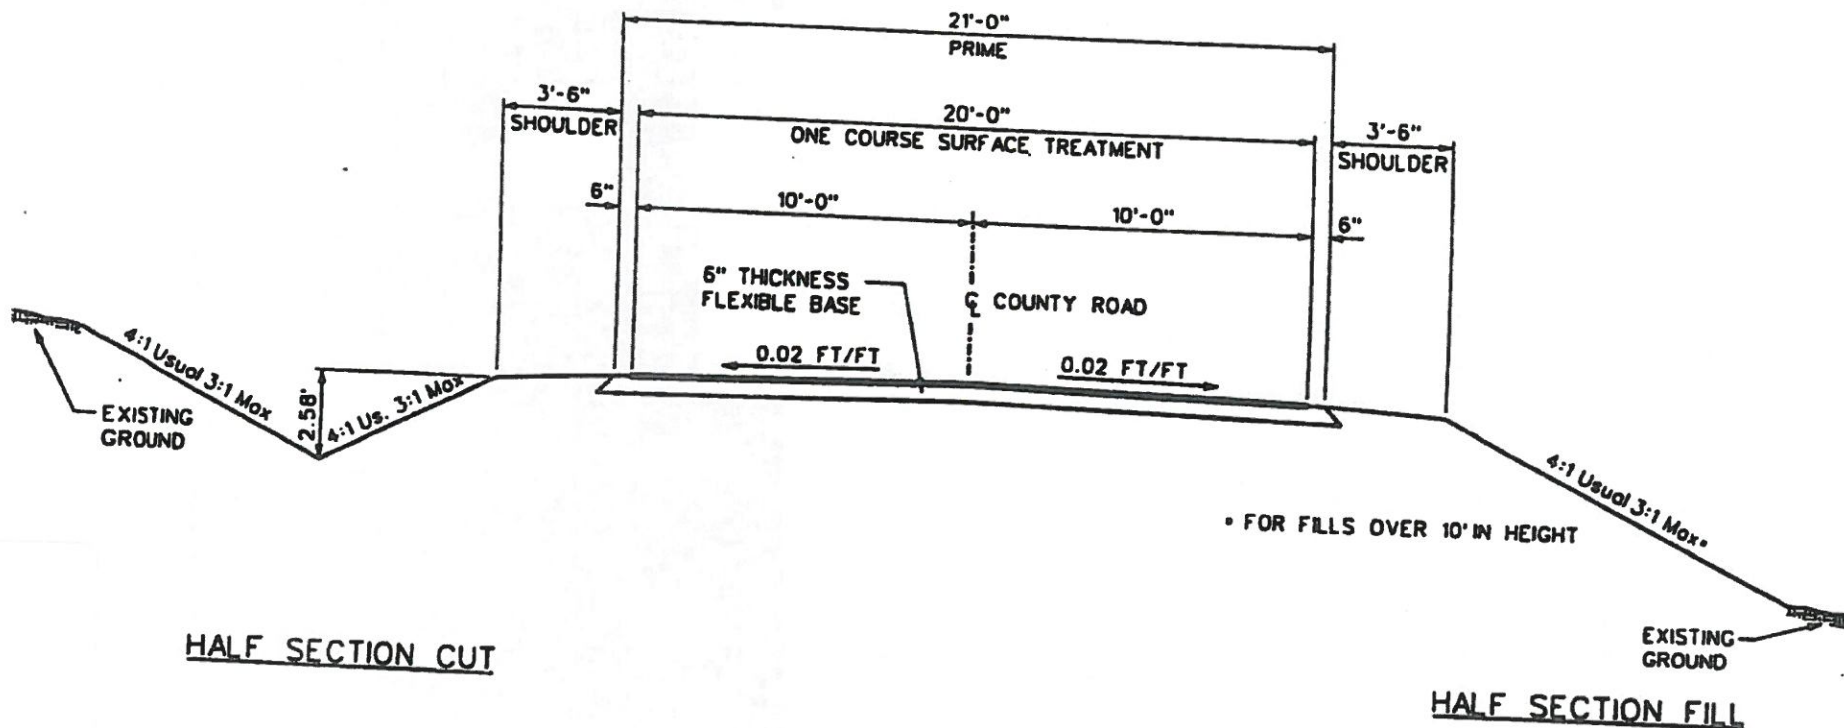 21'-0"
PRIME
3'-6"
SHOULDER
20'-0"
ONE COURSE SURFACE TREATMENT
3'-6"
SHOULDER
6"
10'-0"
10'-0"
6"
6" THICKNESS
FLEXIBLE BASE
℄ COUNTY ROAD
0.02 FT/FT
0.02 FT/FT
4:1 Usual 3:1 Max
2.58'
4:1 Us. 3:1 Max
EXISTING
GROUND
4:1 Usual 3:1 Max*
* FOR FILLS OVER 10' IN HEIGHT
EXISTING
GROUND
HALF SECTION CUT
HALF SECTION FILL